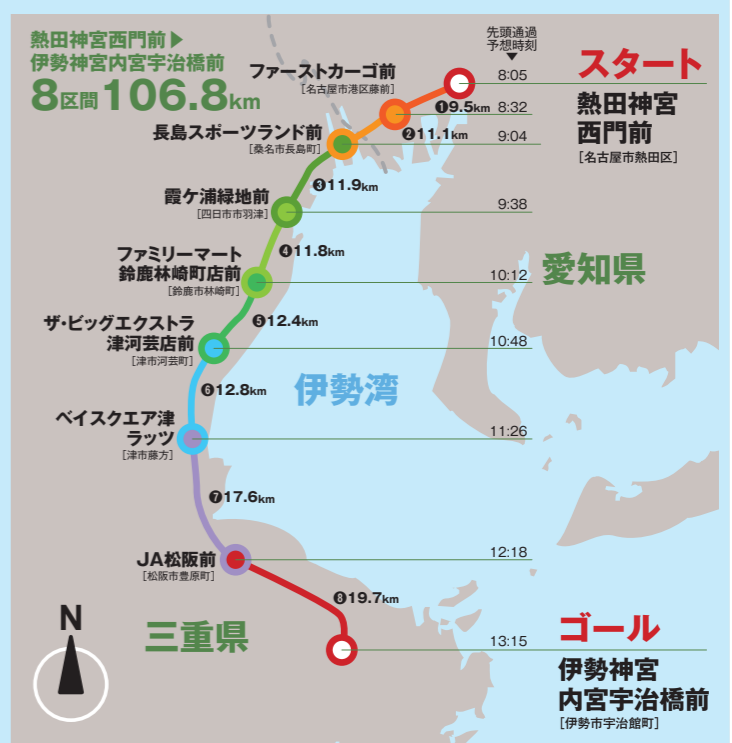 熱田神宮西門前▶
伊勢神宮内宮宇治橋前
8区間106.8km
先頭通過
予想時刻
▼
スタート
熱田神宮
西門前
[名古屋市熱田区]
8:05
❶9.5km
ファーストカーゴ前
[名古屋市港区藤前]
8:32
❷11.1km
長島スポーツランド前
[桑名市長島町]
9:04
❸11.9km
霞ケ浦緑地前
[四日市市羽津]
9:38
❹11.8km
ファミリーマート
鈴鹿林崎町店前
[鈴鹿市林崎町]
10:12
愛知県
❺12.4km
ザ・ビッグエクストラ
津河芸店前
[津市河芸町]
10:48
伊勢湾
❻12.8km
ベイスクエア津
ラッツ
[津市藤方]
11:26
❼17.6km
JA松阪前
[松阪市豊原町]
12:18
❽19.7km
三重県
N
13:15
ゴール
伊勢神宮
内宮宇治橋前
[伊勢市宇治館町]